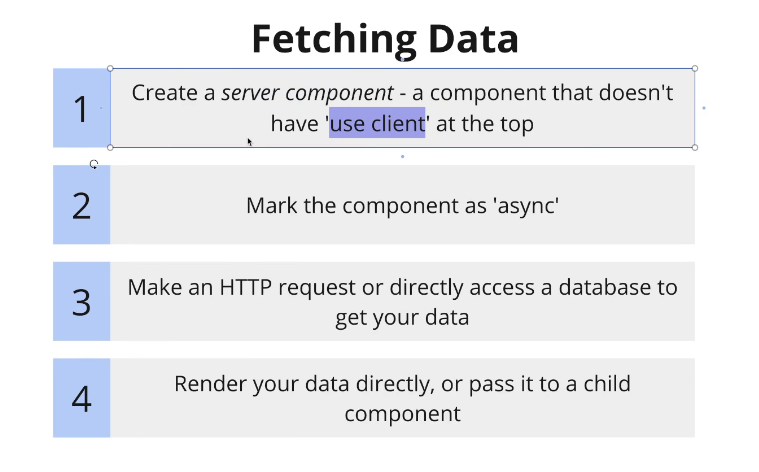 Fetching Data
1
Create a server component - a component that doesn't
have 'use client' at the top
2
Mark the component as 'async'
3
Make an HTTP request or directly access a database to
get your data
4
Render your data directly, or pass it to a child
component